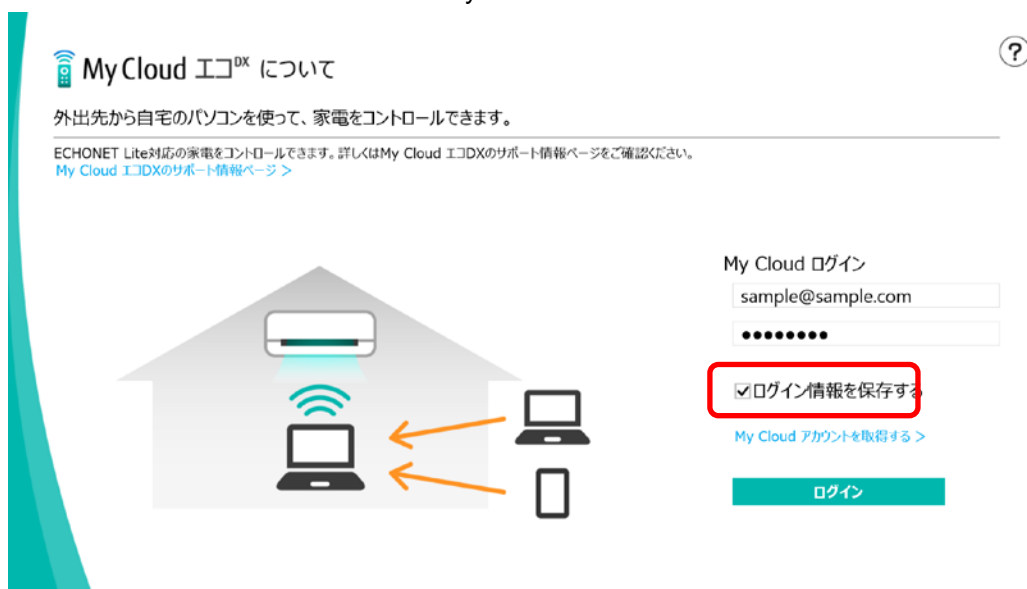 My Cloud エコDX について
?
外出先から自宅のパソコンを使って、家電をコントロールできます。
ECHONET Lite対応の家電をコントロールできます。詳しくはMy Cloud エコDXのサポート情報ページをご確認ください。
My Cloud エコDXのサポート情報ページ >
My Cloud ログイン
sample@sample.com
●●●●●●●●
ログイン情報を保存する
My Cloud アカウントを取得する >
ログイン